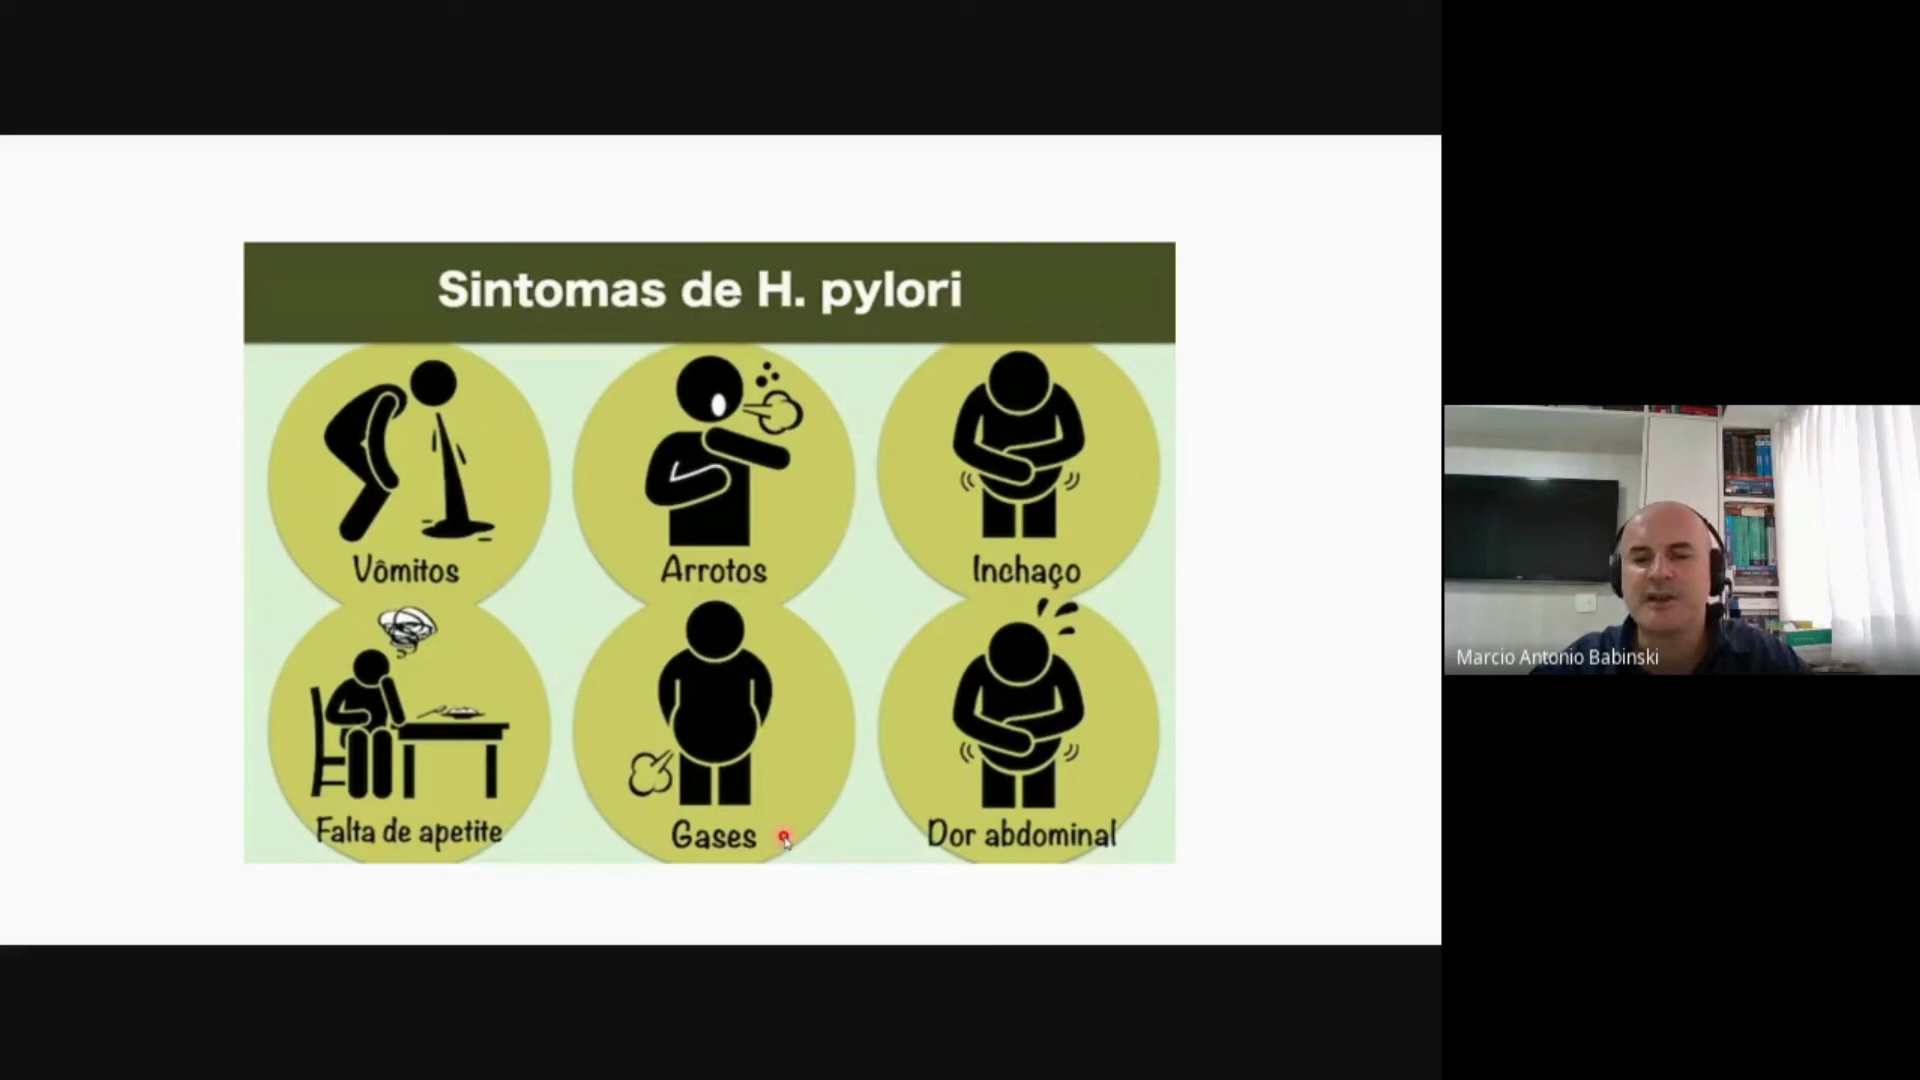 Sintomas de H. pylori
Vômitos
Arrotos
Inchaço
Falta de apetite
Gases
Dor abdominal
Marcio Antonio Babinski